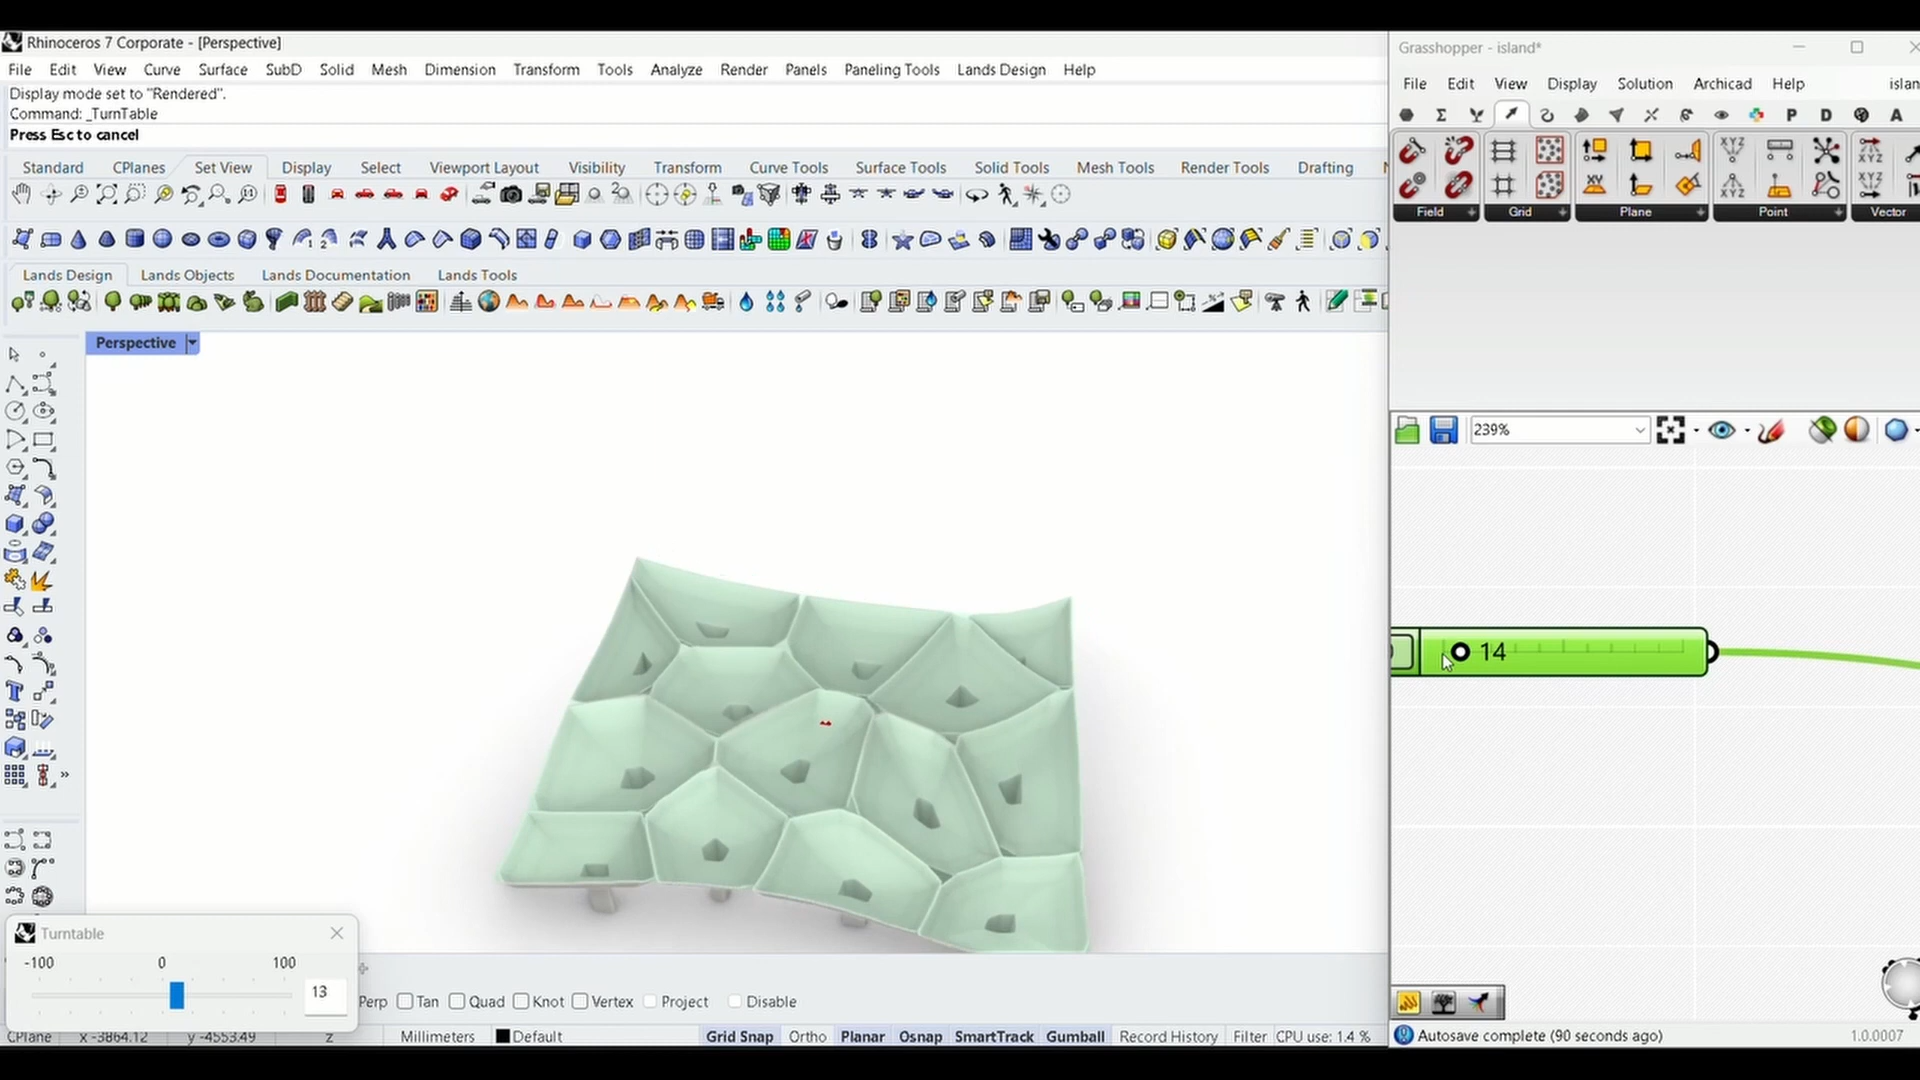 Rhinoceros 7 Corporate - [Perspective]
File Edit View Curve Surface SubD Solid Mesh Dimension Transform Tools Analyze Render Panels Paneling Tools Lands Design Help
Display mode set to "Rendered".
Command: _TurnTable
Press Esc to cancel
Standard CPlanes Set View Display Select Viewport Layout Visibility Transform Curve Tools Surface Tools Solid Tools Mesh Tools Render Tools Drafting
Lands Design Lands Objects Lands Documentation Lands Tools
Perspective
Turntable
-100 0 100
13
Perp Tan Quad Knot Vertex Project Disable
CPlane x -3864.12 y -4553.49 z Millimeters Default Grid Snap Ortho Planar Osnap SmartTrack Gumball Record History Filter CPU use: 1.4 %
Grasshopper - island*
File Edit View Display Solution Archicad Help islan
P D A
Field Grid Plane Point Vector
239%
14
Autosave complete (90 seconds ago) 1.0.0007